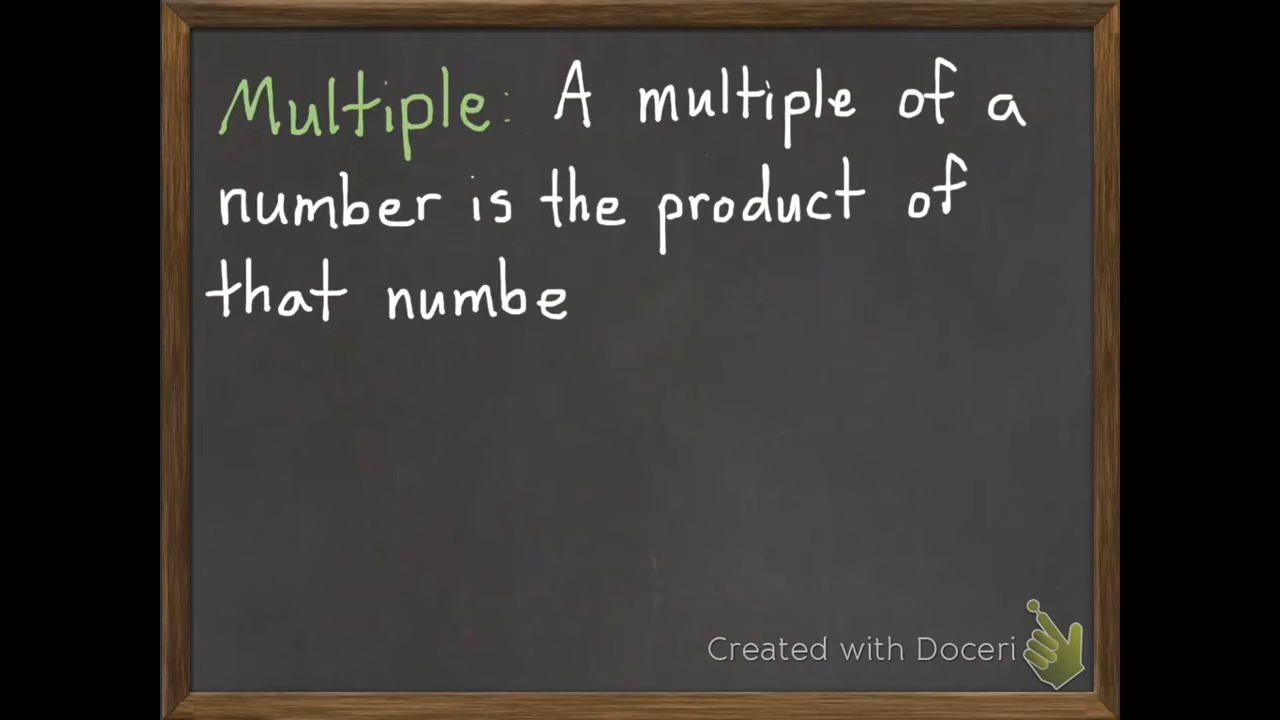 Multiple: A multiple of a
number is the product of
that numbe
Created with Doceri